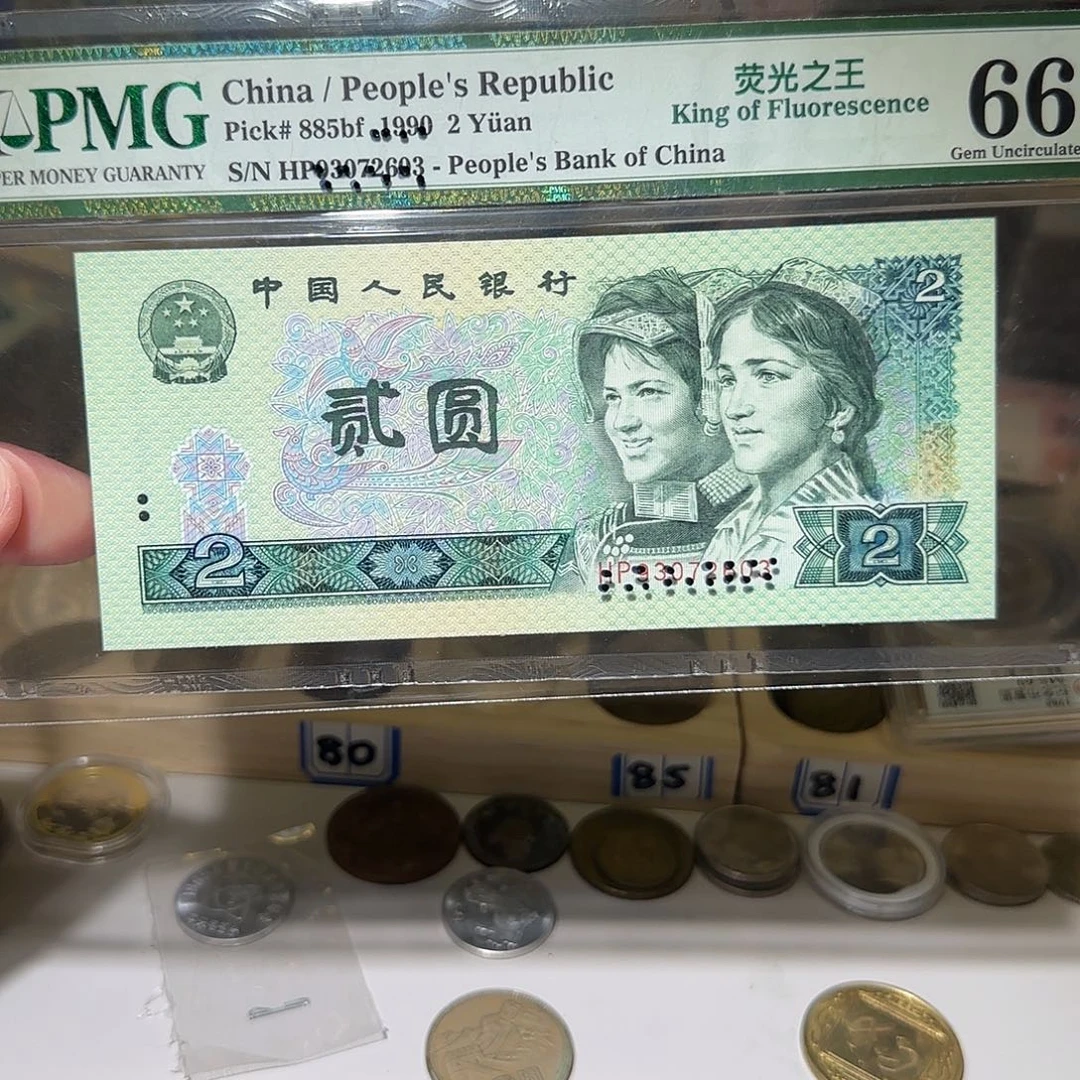 PMG
ER MONEY GUARANTY
China / People's Republic
Pick# 885bf 1990 2 Yüan
S/N HP93072603 - People's Bank of China
荧光之王
King of Fluorescence
66
Gem Uncirculate
中国人民银行
2
贰圆
2
2
HP93072603
80
85
81